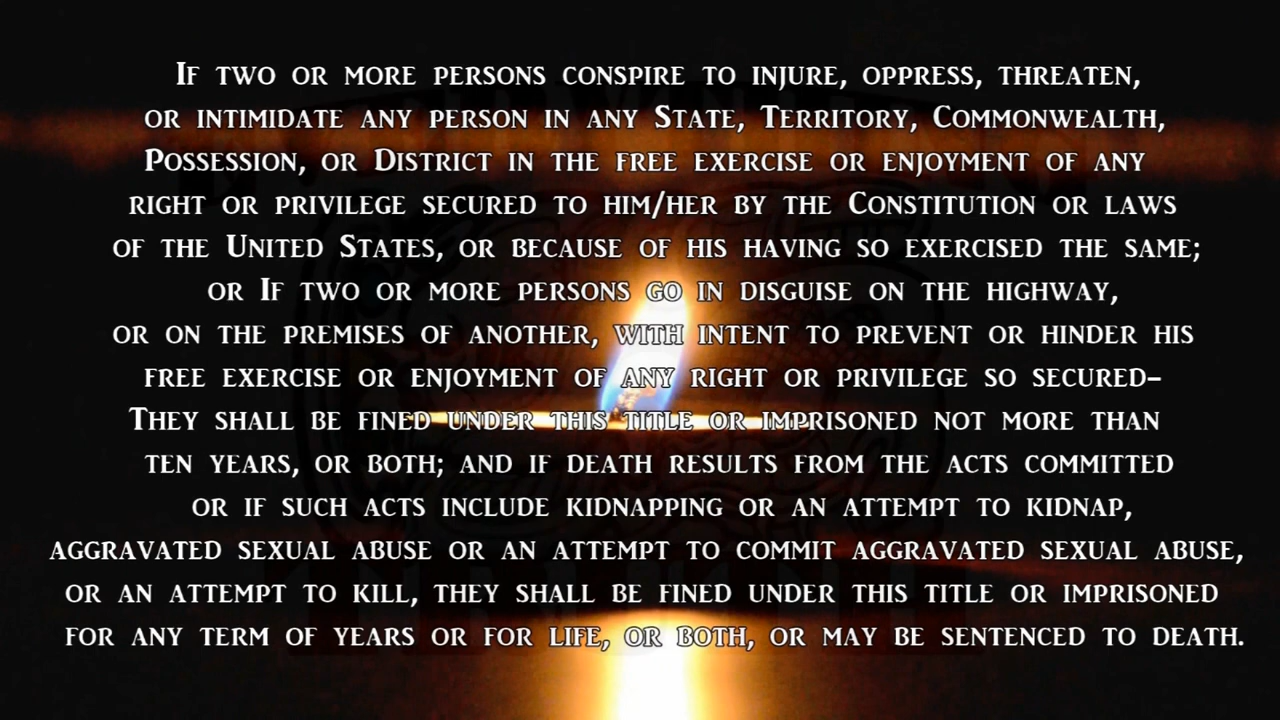 If two or more persons conspire to injure, oppress, threaten,
or intimidate any person in any State, Territory, Commonwealth,
Possession, or District in the free exercise or enjoyment of any
right or privilege secured to him/her by the Constitution or laws
of the United States, or because of his having so exercised the same;
or If two or more persons go in disguise on the highway,
or on the premises of another, with intent to prevent or hinder his
free exercise or enjoyment of any right or privilege so secured–
They shall be fined under this title or imprisoned not more than
ten years, or both; and if death results from the acts committed
or if such acts include kidnapping or an attempt to kidnap,
aggravated sexual abuse or an attempt to commit aggravated sexual abuse,
or an attempt to kill, they shall be fined under this title or imprisoned
for any term of years or for life, or both, or may be sentenced to death.